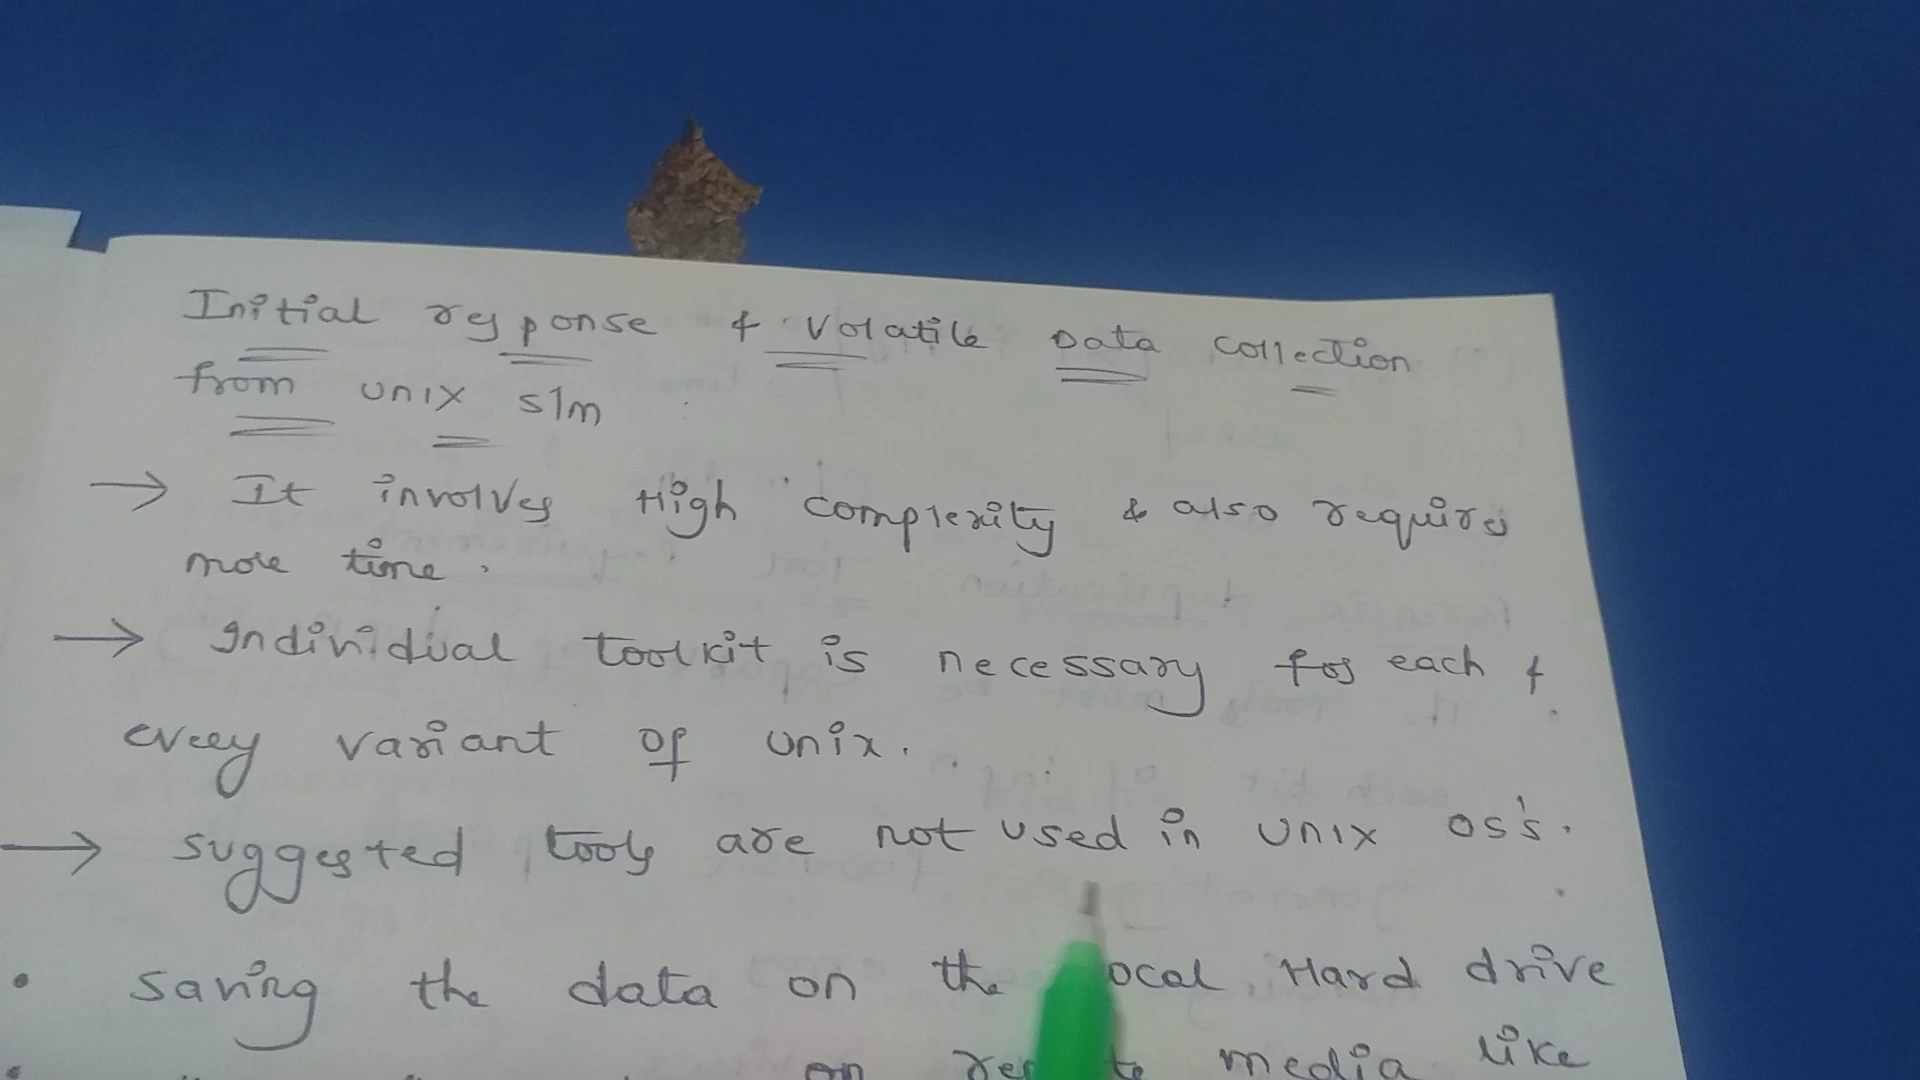 Initial response & Volatile Data Collection
from unix s/m
→ It involves High complexity & also requires
more time.
→ Individual toolkit is necessary for each &
every variant of unix.
→ suggested tools are not used in unix os's.
• saving the data on the local Hard drive
on media like